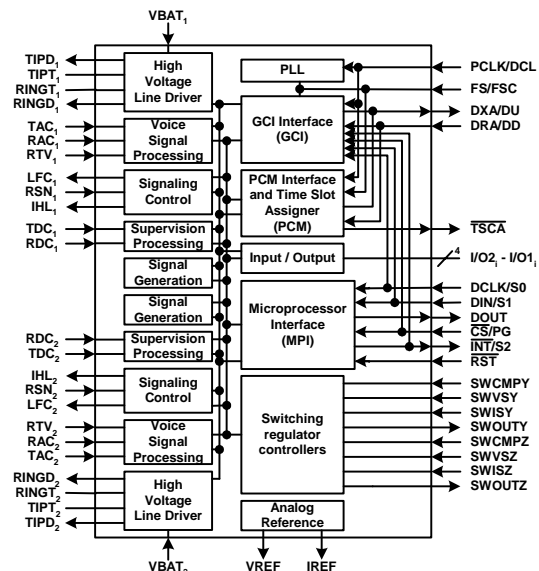 VBAT1
TIPD1
TIPT1
RINGT1
RINGD1
High
Voltage
Line Driver
TAC1
RAC1
RTV1
Voice
Signal
Processing
LFC1
RSN1
IHL1
Signaling
Control
TDC1
RDC1
Supervision
Processing
Signal
Generation
Signal
Generation
RDC2
TDC2
Supervision
Processing
IHL2
RSN2
LFC2
Signaling
Control
RTV2
RAC2
TAC2
Voice
Signal
Processing
RINGD2
RINGT2
TIPT2
TIPD2
High
Voltage
Line Driver
VBAT2
PLL
GCI Interface
(GCI)
PCM Interface
and Time Slot
Assigner
(PCM)
Input / Output
Microprocessor
Interface
(MPI)
Switching
regulator
controllers
Analog
Reference
VREF
IREF
PCLK/DCL
FS/FSC
DXA/DU
DRA/DD
TSCA
4
I/O2i - I/O1i
DCLK/S0
DIN/S1
DOUT
CS/PG
INT/S2
RST
SWCMPY
SWVSY
SWISY
SWOUTY
SWCMPZ
SWVSZ
SWISZ
SWOUTZ